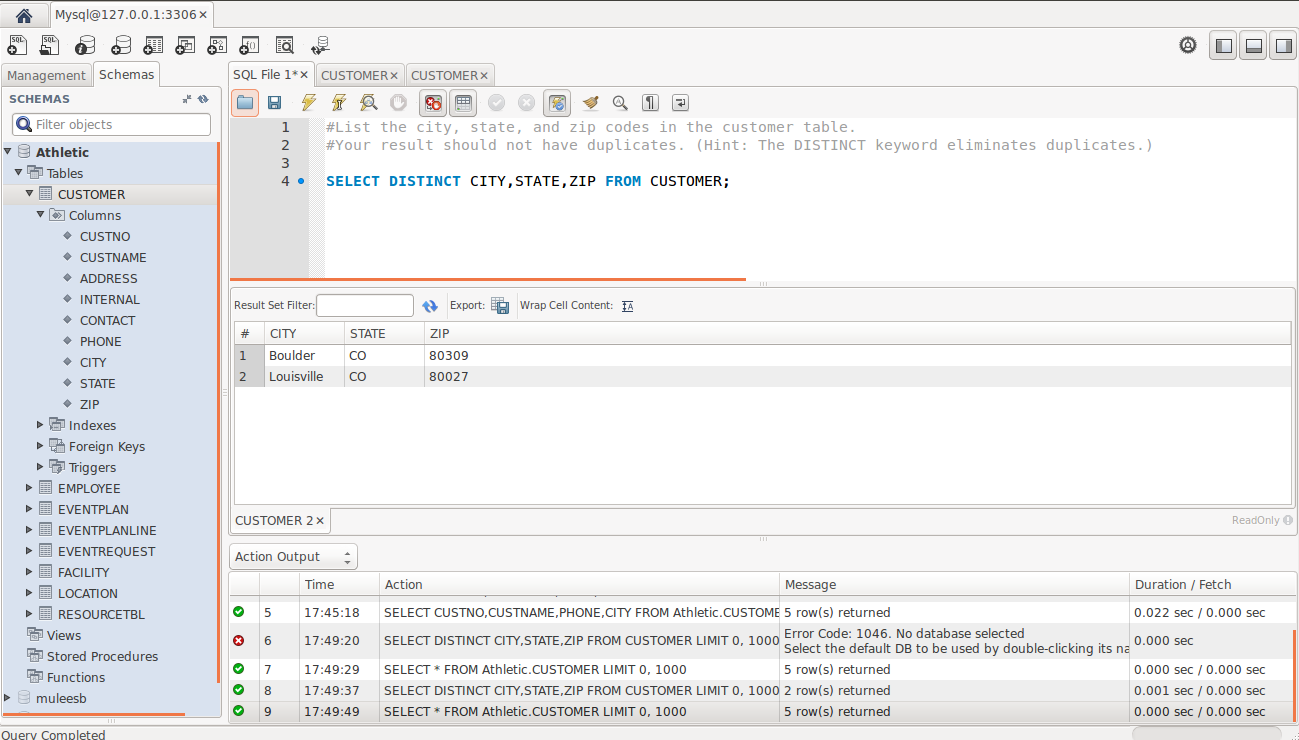 Mysql@127.0.0.1:3306 ×
SQL SQL
Management Schemas
SCHEMAS
Filter objects
Athletic
Tables
CUSTOMER
Columns
CUSTNO
CUSTNAME
ADDRESS
INTERNAL
CONTACT
PHONE
CITY
STATE
ZIP
Indexes
Foreign Keys
Triggers
EMPLOYEE
EVENTPLAN
EVENTPLANLINE
EVENTREQUEST
FACILITY
LOCATION
RESOURCETBL
Views
Stored Procedures
Functions
muleesb
SQL File 1*× CUSTOMER× CUSTOMER×
1 #List the city, state, and zip codes in the customer table.
2 #Your result should not have duplicates. (Hint: The DISTINCT keyword eliminates duplicates.)
3
4 SELECT DISTINCT CITY,STATE,ZIP FROM CUSTOMER;
Result Set Filter: Export: Wrap Cell Content:
# CITY STATE ZIP
1 Boulder CO 80309
2 Louisville CO 80027
CUSTOMER 2 × ReadOnly
Action Output
Time Action Message Duration / Fetch
5 17:45:18 SELECT CUSTNO,CUSTNAME,PHONE,CITY FROM Athletic.CUSTOME 5 row(s) returned 0.022 sec / 0.000 sec
6 17:49:20 SELECT DISTINCT CITY,STATE,ZIP FROM CUSTOMER LIMIT 0, 1000 Error Code: 1046. No database selected 0.000 sec
Select the default DB to be used by double-clicking its na
7 17:49:29 SELECT * FROM Athletic.CUSTOMER LIMIT 0, 1000 5 row(s) returned 0.000 sec / 0.000 sec
8 17:49:37 SELECT DISTINCT CITY,STATE,ZIP FROM CUSTOMER LIMIT 0, 1000 2 row(s) returned 0.001 sec / 0.000 sec
9 17:49:49 SELECT * FROM Athletic.CUSTOMER LIMIT 0, 1000 5 row(s) returned 0.000 sec / 0.000 sec
Query Completed